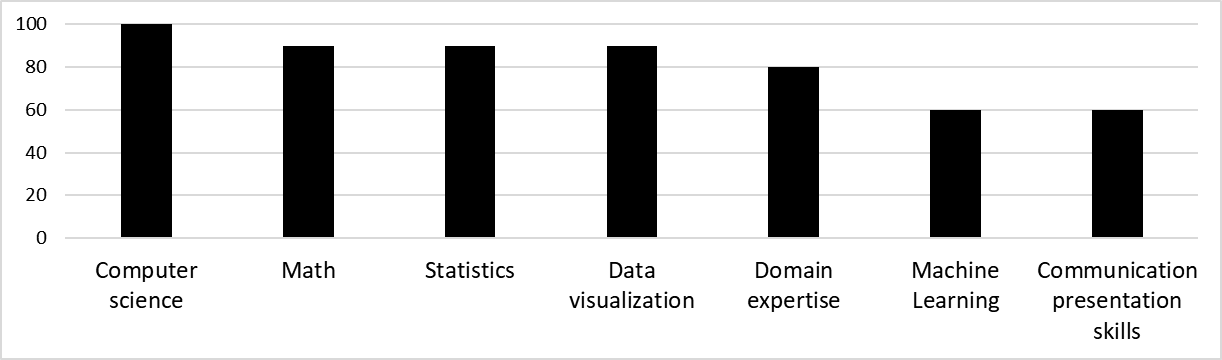 100
80
60
40
20
0
Computer
science
Math
Statistics
Data
visualization
Domain
expertise
Machine
Learning
Communication
presentation
skills